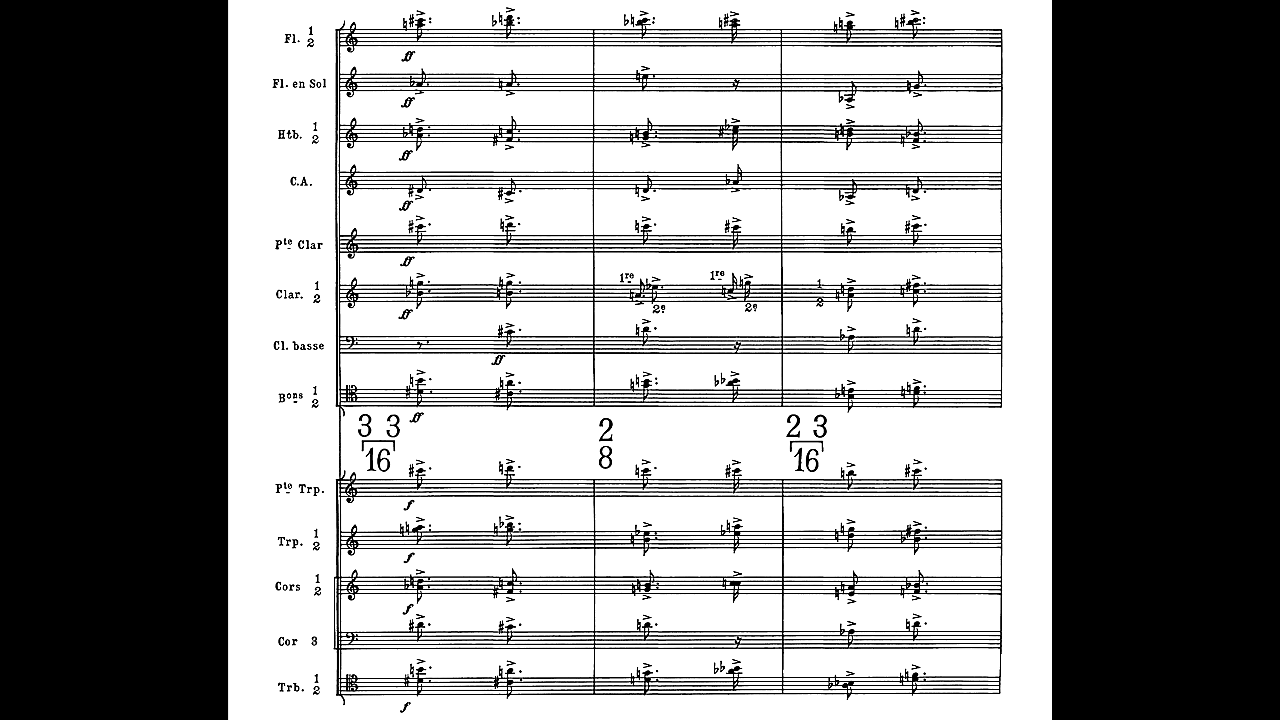 Fl. 1 2
ff
Fl. en Sol
ff
Htb. 1 2
ff
C.A.
ff
Pte Clar
ff
Clar. 1 2 1re 2e 1re 2e 1 2
ff
Cl. basse
ff
Bons 1 2
ff
3 3 2 2 3
16 8 16
Pte Trp.
f
Trp. 1 2
f
Cors 1 2
f
Cor 3
Trb. 1 2
f